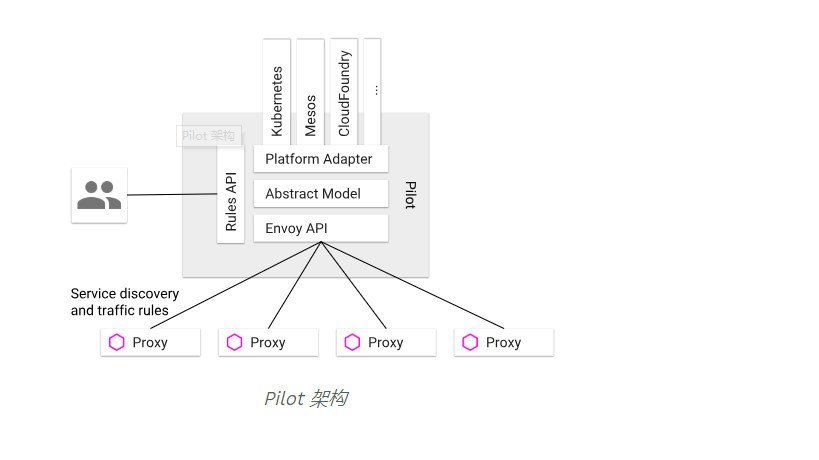 Kubernetes
Mesos
CloudFoundry
...
Pilot 架构
Platform Adapter
Rules API
Abstract Model
Pilot
Envoy API
Service discovery
and traffic rules
Proxy
Proxy
Proxy
Proxy
Pilot 架构